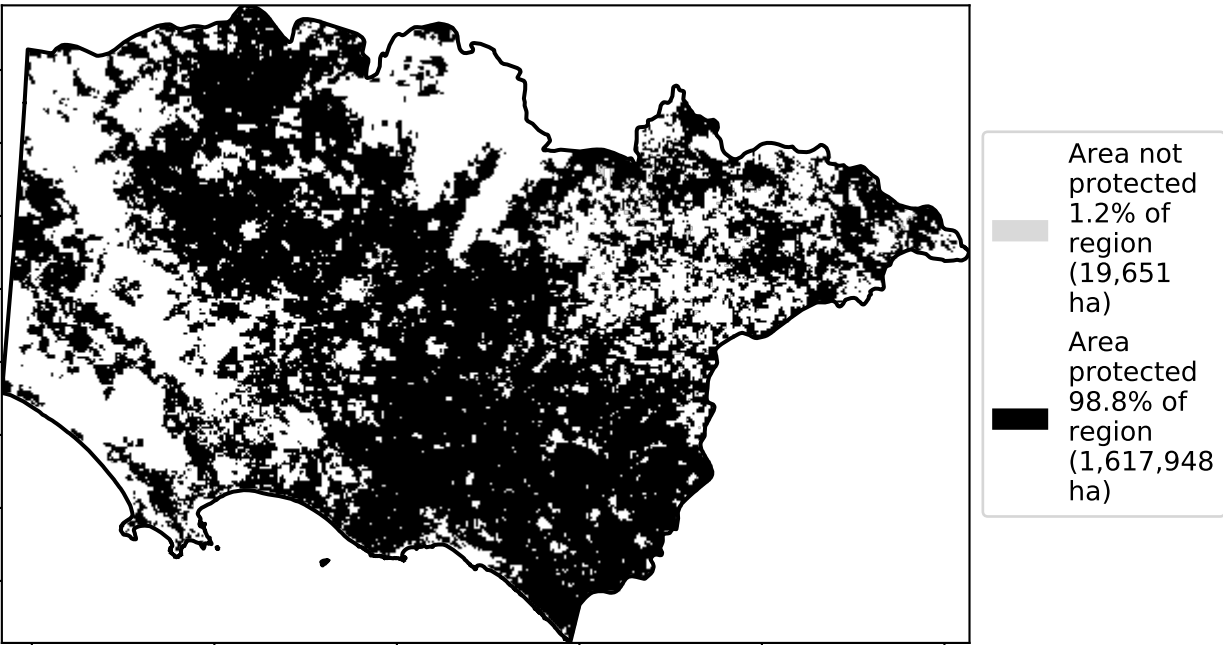 Area not
protected
1.2% of
region
(19,651
ha)
Area
protected
98.8% of
region
(1,617,948
ha)